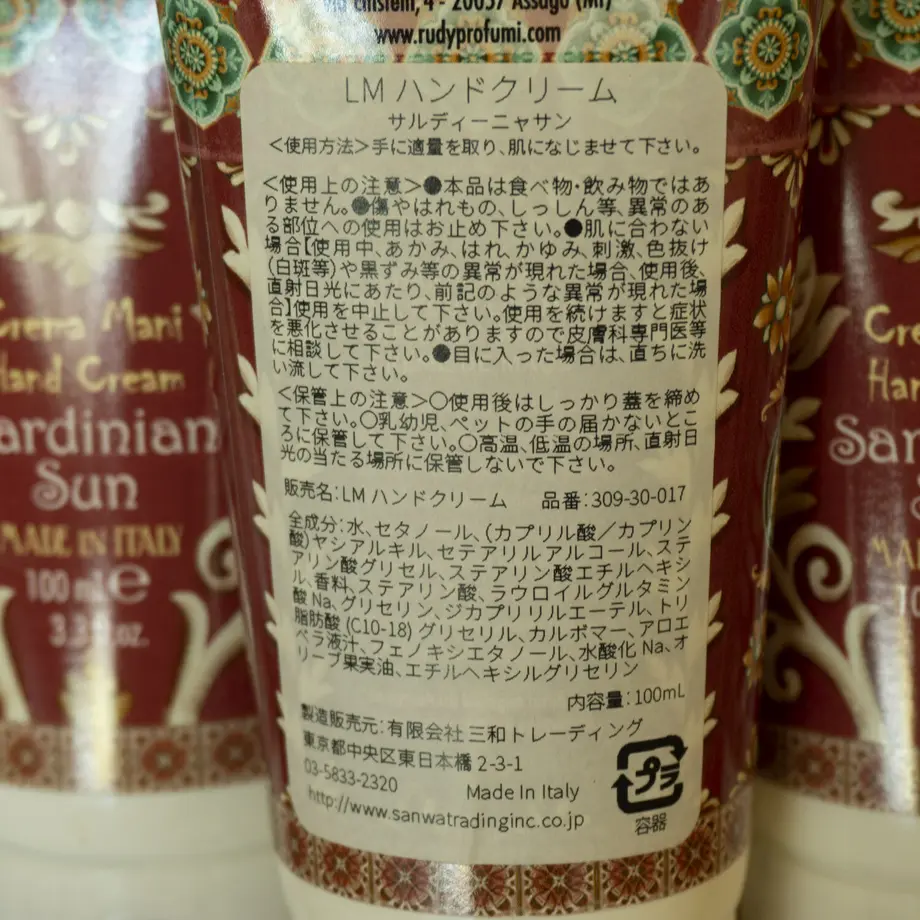 Via Einstein, 4 - 20057 Assago (MI)
www.rudyprofumi.com
LM ハンドクリーム
サルディーニャサン
＜使用方法＞手に適量を取り、肌になじませて下さい。
＜使用上の注意＞●本品は食べ物・飲み物ではあ
りません。●傷やはれもの、しっしん等、異常のあ
る部位への使用はお止め下さい。●肌に合わない
場合【使用中、あかみ、はれ、かゆみ、刺激、色抜け
(白斑等)や黒ずみ等の異常が現れた場合、使用後、
直射日光にあたり、前記のような異常が現れた場
合】使用を中止して下さい。使用を続けますと症状
を悪化させることがありますので皮膚科専門医等
に相談して下さい。●目に入った場合は、直ちに洗
い流して下さい。
＜保管上の注意＞〇使用後はしっかり蓋を締め
て下さい。〇乳幼児、ペットの手の届かないとこ
ろに保管して下さい。〇高温、低温の場所、直射日
光の当たる場所に保管しないで下さい。
販売名：LM ハンドクリーム 品番：309-30-017
全成分：水、セタノール、(カプリル酸／カプリン
酸)ヤシアルキル、セテアリルアルコール、ステ
アリン酸グリセル、ステアリン酸エチルヘキシ
ル、香料、ステアリン酸、ラウロイルグルタミン
酸Na、グリセリン、ジカプリリルエーテル、トリ
脂肪酸 (C10-18) グリセリル、カルボマー、アロエ
ベラ液汁、フェノキシエタノール、水酸化 Na、オ
リーブ果実油、エチルヘキシルグリセリン
内容量：100mL
製造販売元：有限会社 三和トレーディング
東京都中央区東日本橋 2-3-1
03-5833-2320 Made In Italy
http://www.sanwatradinginc.co.jp
プラ
容器
Crema Mani
Hand Cream
Sardinian
Sun
MADE IN ITALY
100 ml e
Cre
Han
Sar
MA